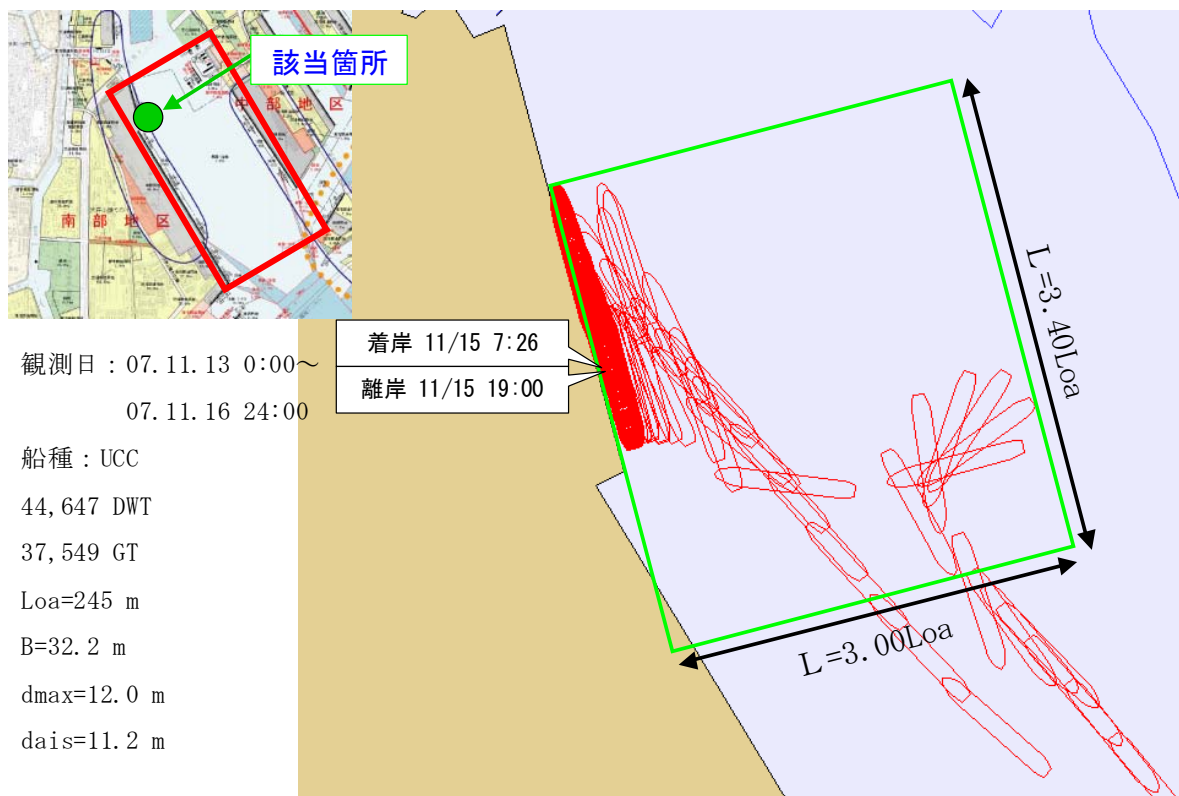 該当箇所
中部地区
南部地区
着岸 11/15 7:26
離岸 11/15 19:00
観測日：07.11.13 0:00～
07.11.16 24:00
船種：UCC
44,647 DWT
37,549 GT
Loa=245 m
B=32.2 m
dmax=12.0 m
dais=11.2 m
L=3.40Loa
L=3.00Loa